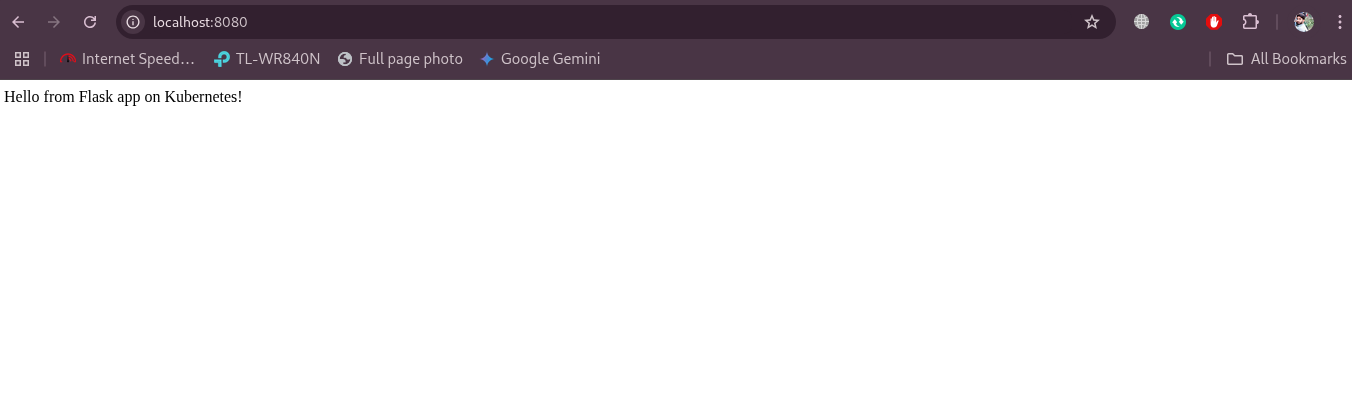 localhost:8080
Internet Speed... TL-WR840N Full page photo Google Gemini All Bookmarks
Hello from Flask app on Kubernetes!